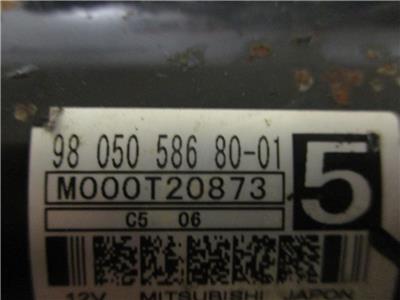 98 050 586 80-01
5
M000T20873
C5 06
12V MITSUBISHI JAPON